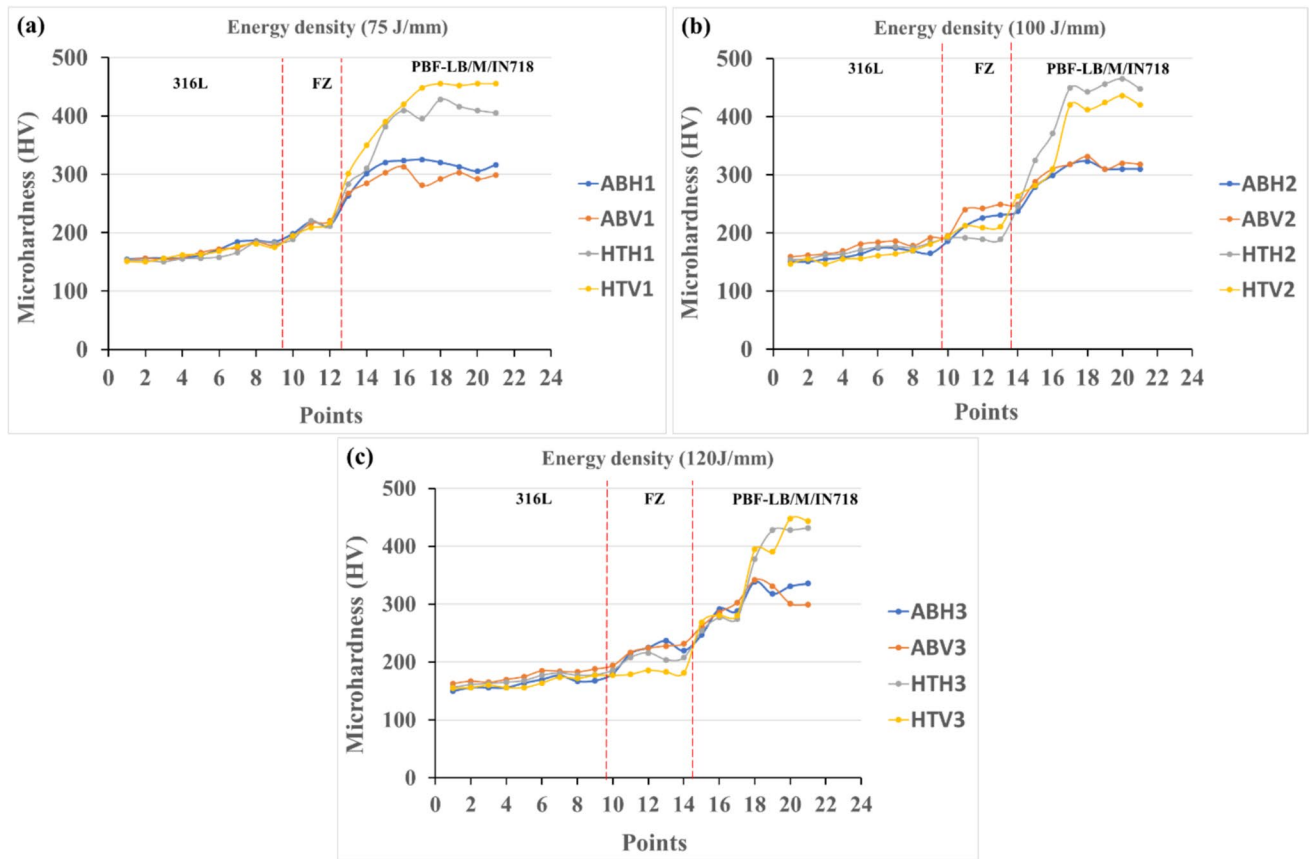 (a)
Energy density (75 J/mm)
500
400
300
200
100
0
Microhardness (HV)
316L
FZ
PBF-LB/M/IN718
ABH1
ABV1
HTH1
HTV1
0 2 4 6 8 10 12 14 16 18 20 22 24
Points
(b)
Energy density (100 J/mm)
500
400
300
200
100
0
Microhardness (HV)
316L
FZ
PBF-LB/M/IN718
ABH2
ABV2
HTH2
HTV2
0 2 4 6 8 10 12 14 16 18 20 22 24
Points
(c)
Energy density (120J/mm)
500
400
300
200
100
0
Microhardness (HV)
316L
FZ
PBF-LB/M/IN718
ABH3
ABV3
HTH3
HTV3
0 2 4 6 8 10 12 14 16 18 20 22 24
Points